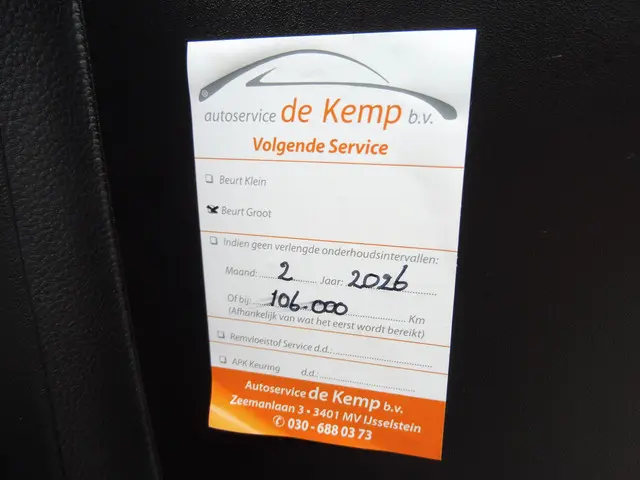 autoservice de Kemp b.v.
Volgende Service
Beurt Klein
Beurt Groot
Indien geen verlengde onderhoudsintervallen:
Maand: 2 Jaar: 2026
Of bij: 106.000 Km
(Afhankelijk van wat het eerst wordt bereikt)
Remvloeistof Service d.d.:
APK Keuring d.d.:
Autoservice de Kemp b.v.
Zeemanlaan 3 • 3401 MV IJsselstein
✆ 030 - 688 03 73